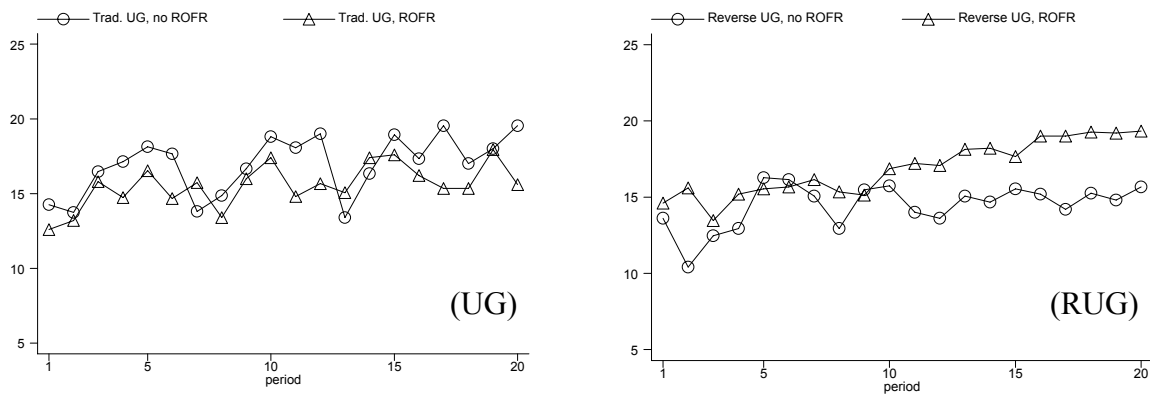 Trad. UG, no ROFR Trad. UG, ROFR
25
20
15
10
5
1 5 10 15 20
period
(UG)
Reverse UG, no ROFR Reverse UG, ROFR
25
20
15
10
5
1 5 10 15 20
period
(RUG)